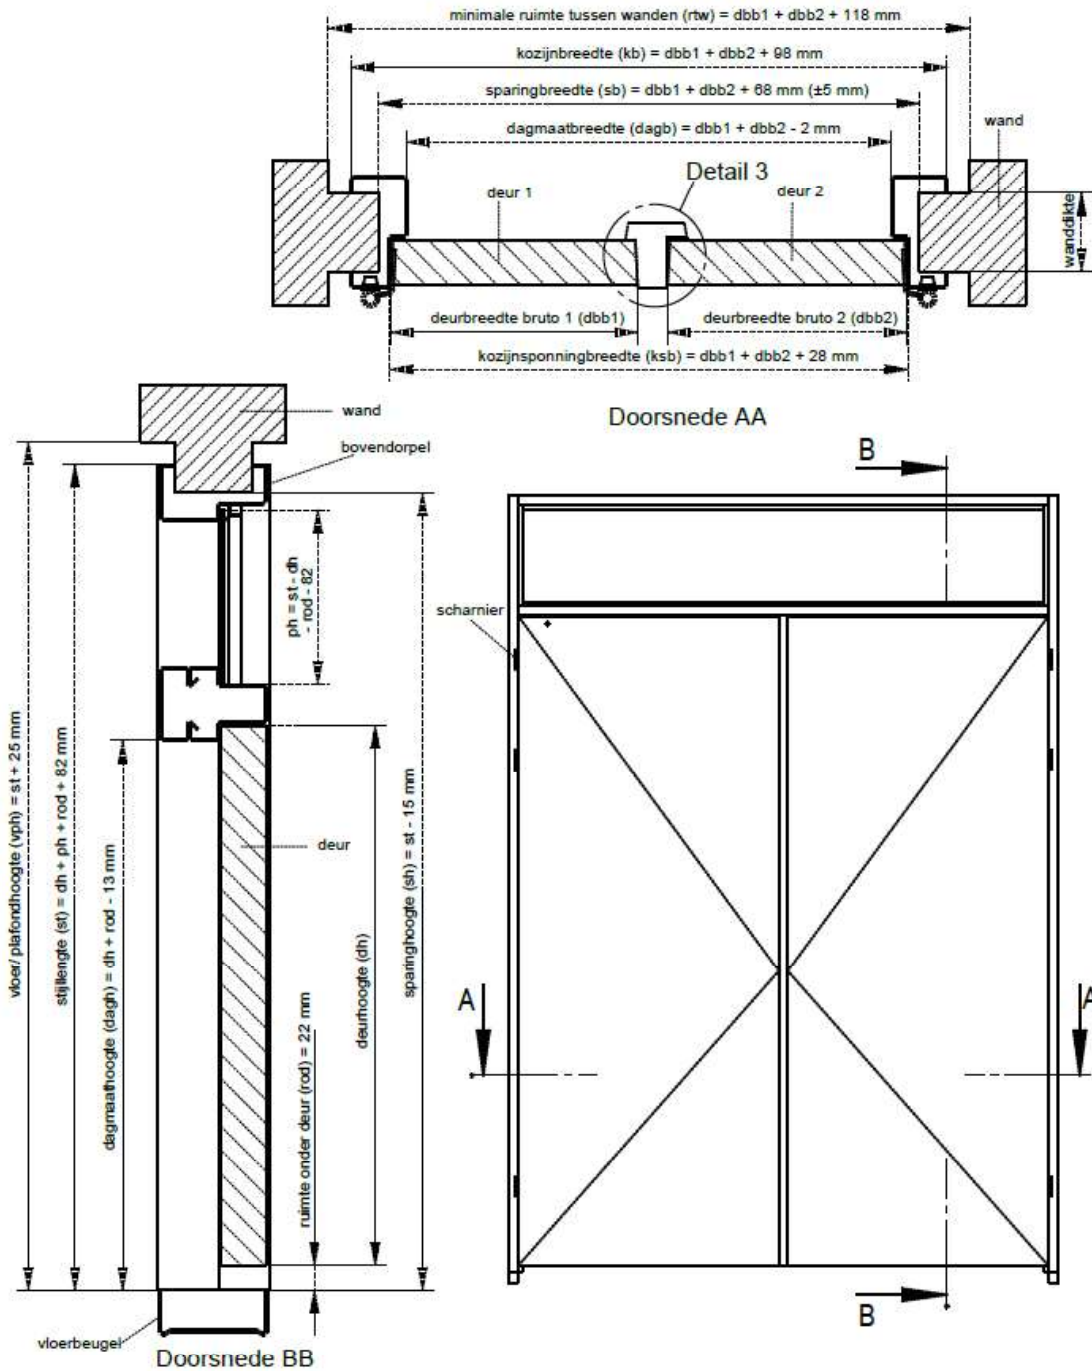 minimale ruimte tussen wanden (rtw) = dbb1 + dbb2 + 118 mm
kozijnbreedte (kb) = dbb1 + dbb2 + 98 mm
sparingbreedte (sb) = dbb1 + dbb2 + 68 mm (±5 mm)
dagmaatbreedte (dagb) = dbb1 + dbb2 - 2 mm
wand
Detail 3
deur 1
deur 2
wanddikte
deurbreedte bruto 1 (dbb1)
deurbreedte bruto 2 (dbb2)
kozijnsponningbreedte (ksb) = dbb1 + dbb2 + 28 mm
Doorsnede AA
wand
bovendorpel
B
ph = st - dh
- rod - 82
scharnier
vloer/ plafondhoogte (vph) = st + 25 mm
stijllengte (st) = dh + ph + rod + 82 mm
dagmaathoogte (dagh) = dh + rod - 13 mm
deur
ruimte onder deur (rod) = 22 mm
deurhoogte (dh)
sparinghoogte (sh) = st - 15 mm
A
A
B
vloerbeugel
Doorsnede BB